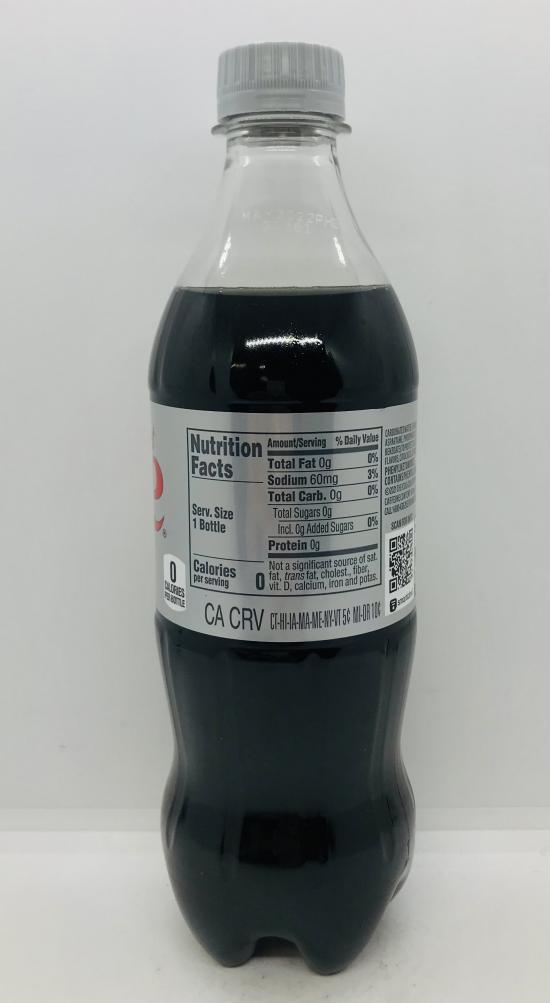 Nutrition
Facts
Serv. Size
1 Bottle
Calories
per serving
0
Amount/Serving % Daily Value
Total Fat 0g 0%
Sodium 60mg 3%
Total Carb. 0g 0%
Total Sugars 0g
Incl. 0g Added Sugars 0%
Protein 0g
Not a significant source of sat.
fat, trans fat, cholest., fiber,
vit. D, calcium, iron and potas.
0
CALORIES
PER BOTTLE
®
CA CRV CT-HI-IA-MA-ME-NY-VT 5¢ MI-OR 10¢
SCAN FOR